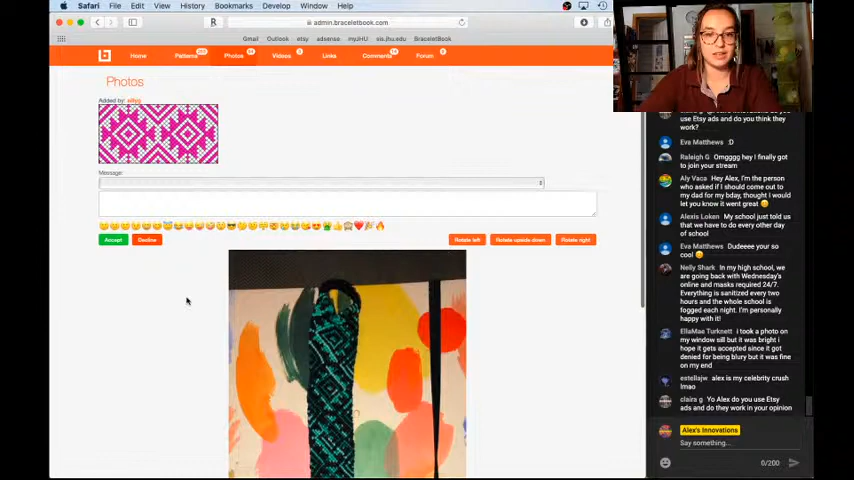 Safari File Edit View History Bookmarks Develop Window Help
admin.braceletbook.com
Gmail Outlook etsy adsense myJHU sis.jhu.edu BraceletBook
Home Patterns Photos Videos Links Comments Forum
Photos
Added by:
Message:
Accept Decline Rotate left Rotate upside down Rotate right
use Etsy ads and do you think they
work?
Eva Matthews :D
Raleigh G Omgggg hey I finally got
to join your stream
Aly Vaca Hey Alex, I'm the person
who asked if I should come out to
my dad for my bday, thought I would
let you know it went great
Alexis Loken My school just told us
that we have to do every other day
of school
Eva Matthews Dudeeee your so
cool
Nelly Shark In my high school, we
are going back with Wednesday's
online and masks required 24/7.
Everything is sanitized every two
hours and the whole school is
fogged each night. I'm personally
happy with it!
EllaMae Turknett i took a photo on
my window sill but it was bright i
hope it gets accepted since it got
denied for being blury but it was fine
on my end
estellajw alex is my celebrity crush
lmao
claira g Yo Alex do you use Etsy
ads and do they work in your opinion
Alex's Innovations
Say something...
0/200